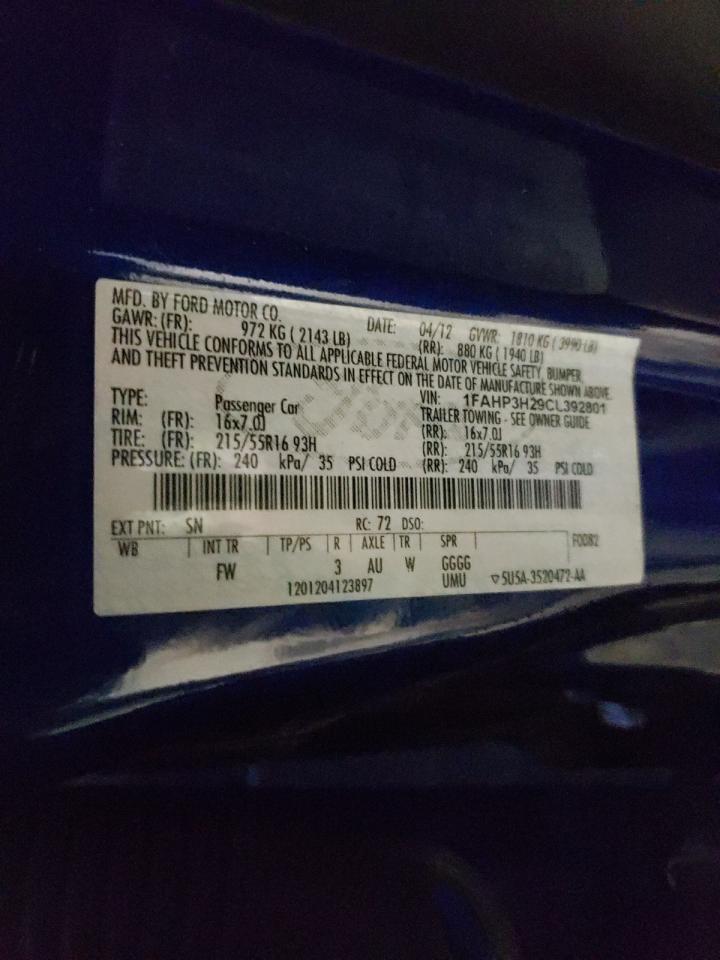 MFD. BY FORD MOTOR CO.
DATE: 04/12 GVWR: 1810 KG ( 3990 LB)
GAWR: (FR): 972 KG ( 2143 LB) (RR): 880 KG ( 1940 LB)
THIS VEHICLE CONFORMS TO ALL APPLICABLE FEDERAL MOTOR VEHICLE SAFETY, BUMPER,
AND THEFT PREVENTION STANDARDS IN EFFECT ON THE DATE OF MANUFACTURE SHOWN ABOVE.
VIN: 1FAHP3H29CL392801
TYPE: Passenger Car TRAILER TOWING - SEE OWNER GUIDE
RIM: (FR): 16x7.0J (RR): 16x7.0J
TIRE: (FR): 215/55R16 93H (RR): 215/55R16 93H
PRESSURE: (FR): 240 kPa/ 35 PSI COLD (RR): 240 kPa/ 35 PSI COLD
EXT PNT: SN RC: 72 DSO:
WB INT TR TP/PS R AXLE TR SPR F0082
FW 3 AU W GGGG
1201204123897 UMU ▽5U5A-3520472-AA